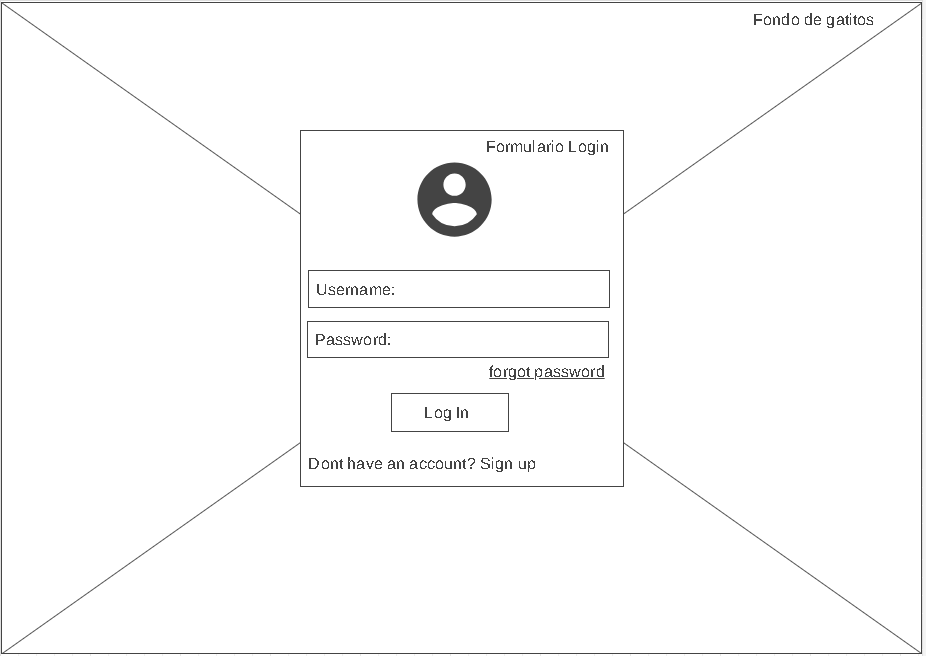 Fondo de gatitos
Formulario Login
Username:
Password:
forgot password
Log In
Dont have an account? Sign up